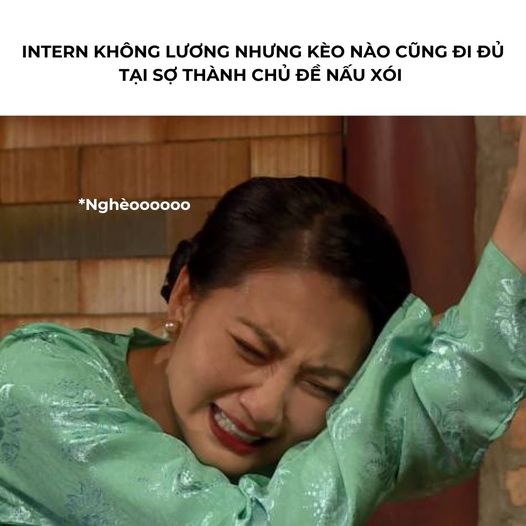 INTERN KHÔNG LƯƠNG NHƯNG KÈO NÀO CŨNG ĐI ĐỦ
TẠI SỢ THÀNH CHỦ ĐỀ NẤU XÓI
*Nghèoooooo